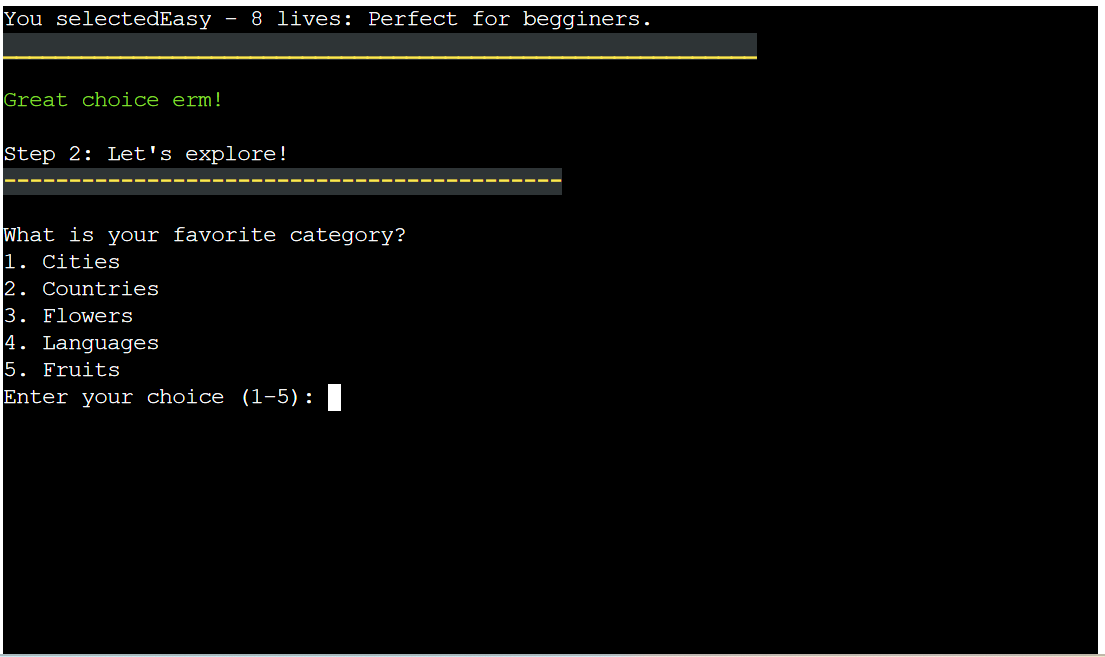 You selectedEasy - 8 lives: Perfect for begginers.
__________________________________________________________
Great choice erm!
Step 2: Let's explore!
-------------------------------------------
What is your favorite category?
1. Cities
2. Countries
3. Flowers
4. Languages
5. Fruits
Enter your choice (1-5):